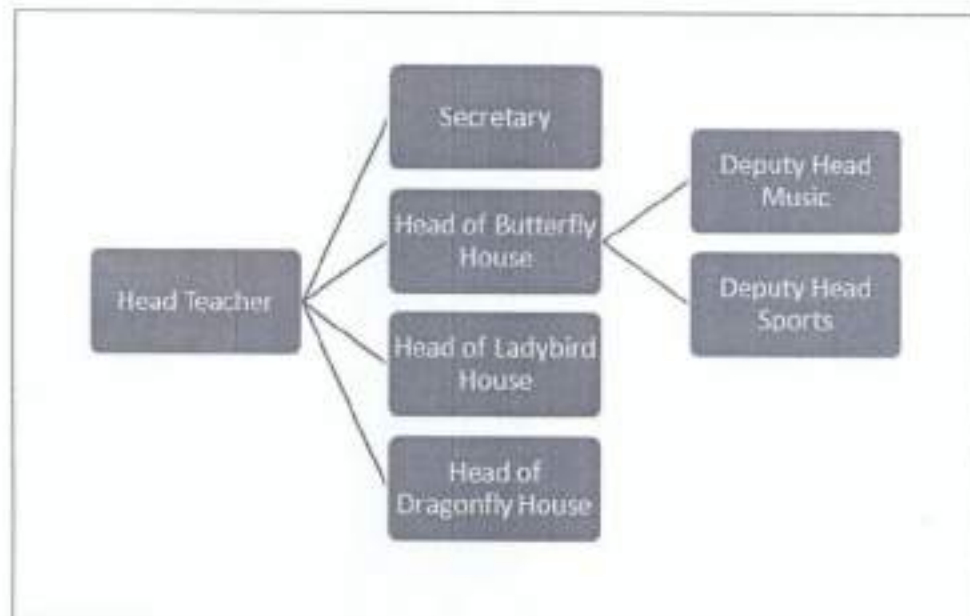 Secretary
Deputy Head
Music
Head of Butterfly
House
Head Teacher
Deputy Head
Sports
Head of Ladybird
House
Head of
Dragonfly House